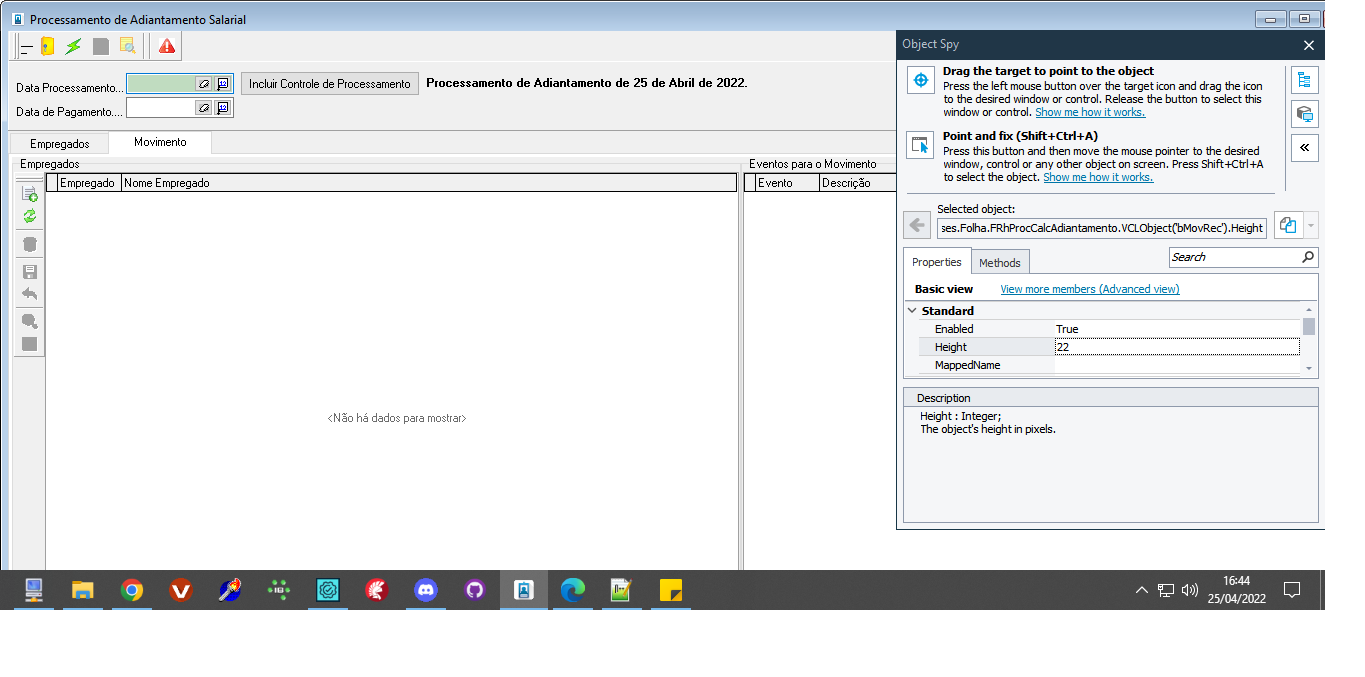 Processamento de Adiantamento Salarial
Data Processamento...
Incluir Controle de Processamento
Processamento de Adiantamento de 25 de Abril de 2022.
Data de Pagamento....
Empregados
Movimento
Empregados
Empregado
Nome Empregado
<Não há dados para mostrar>
Eventos para o Movimento
Evento
Descrição
Object Spy
Drag the target to point to the object
Press the left mouse button over the target icon and drag the icon
to the desired window or control. Release the button to select this
window or control. Show me how it works.
Point and fix (Shift+Ctrl+A)
Press this button and then move the mouse pointer to the desired
window, control or any other object on screen. Press Shift+Ctrl+A
to select the object. Show me how it works.
Selected object:
ses.Folha.FRhProcCalcAdiantamento.VCLObject('bMovRec').Height
Properties
Methods
Search
Basic view
View more members (Advanced view)
Standard
Enabled
True
Height
22
MappedName
Description
Height : Integer;
The object's height in pixels.
16:44
25/04/2022